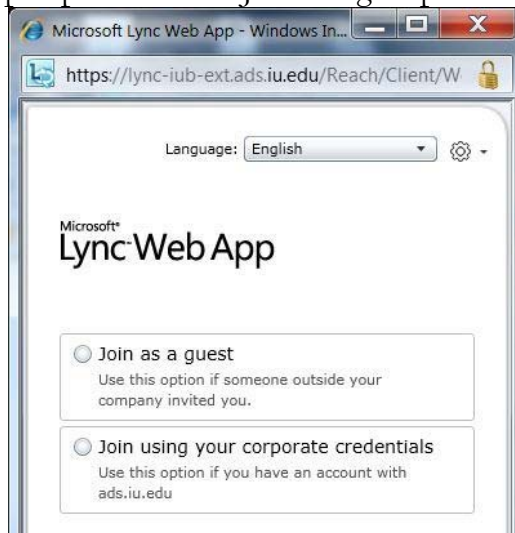 Microsoft Lync Web App - Windows In...
https://lync-iub-ext.ads.iu.edu/Reach/Client/W
Language: English
Microsoft®
Lync™ Web App
Join as a guest
Use this option if someone outside your
company invited you.
Join using your corporate credentials
Use this option if you have an account with
ads.iu.edu